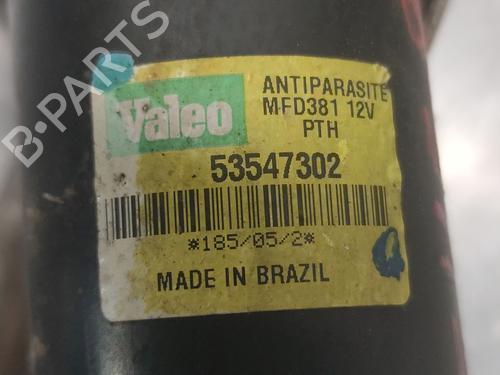 B-PARTS
Valeo
ANTIPARASITE
MFD381 12V
PTH
53547302
*185/05/2*
MADE IN BRAZIL